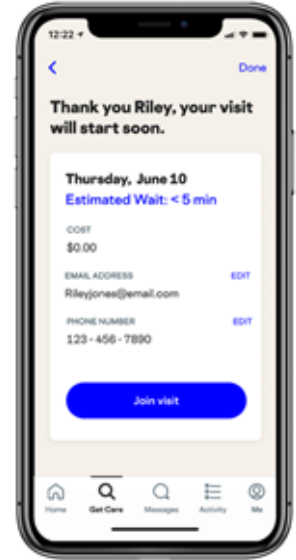 12:22
Done
Thank you Riley, your visit
will start soon.
Thursday, June 10
Estimated Wait: < 5 min
COST
$0.00
EMAIL ADDRESS
EDIT
Rileyjones@email.com
PHONE NUMBER
EDIT
123 - 456 - 7890
Join visit
Home
Get Care
Messages
Activity
Me